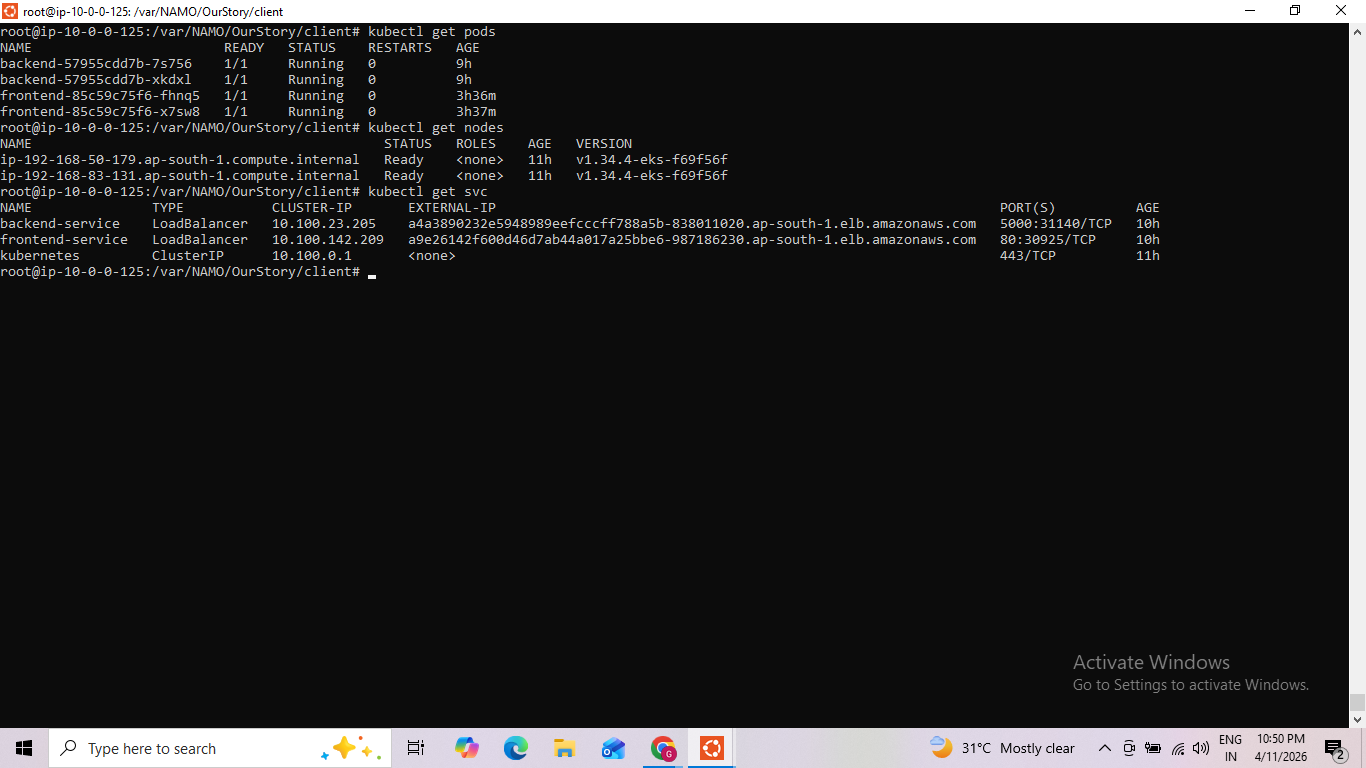 root@ip-10-0-0-125: /var/NAMO/OurStory/client
root@ip-10-0-0-125:/var/NAMO/OurStory/client# kubectl get pods
NAME READY STATUS RESTARTS AGE
backend-57955cdd7b-7s756 1/1 Running 0 9h
backend-57955cdd7b-xkdxl 1/1 Running 0 9h
frontend-85c59c75f6-fhnq5 1/1 Running 0 3h36m
frontend-85c59c75f6-x7sw8 1/1 Running 0 3h37m
root@ip-10-0-0-125:/var/NAMO/OurStory/client# kubectl get nodes
NAME STATUS ROLES AGE VERSION
ip-192-168-50-179.ap-south-1.compute.internal Ready <none> 11h v1.34.4-eks-f69f56f
ip-192-168-83-131.ap-south-1.compute.internal Ready <none> 11h v1.34.4-eks-f69f56f
root@ip-10-0-0-125:/var/NAMO/OurStory/client# kubectl get svc
NAME TYPE CLUSTER-IP EXTERNAL-IP PORT(S) AGE
backend-service LoadBalancer 10.100.23.205 a4a3890232e5948989eefcccff788a5b-838011020.ap-south-1.elb.amazonaws.com 5000:31140/TCP 10h
frontend-service LoadBalancer 10.100.142.209 a9e26142f600d46d7ab44a017a25bbe6-987186230.ap-south-1.elb.amazonaws.com 80:30925/TCP 10h
kubernetes ClusterIP 10.100.0.1 <none> 443/TCP 11h
root@ip-10-0-0-125:/var/NAMO/OurStory/client#
Activate Windows
Go to Settings to activate Windows.
Type here to search
31°C Mostly clear
ENG
IN
10:50 PM
4/11/2026
2